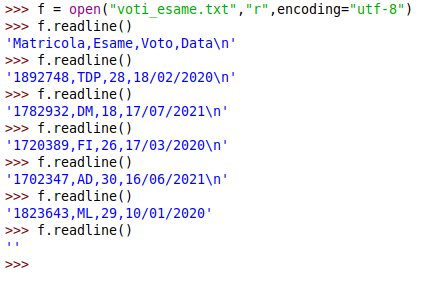 >>> f = open("voti_esame.txt","r",encoding="utf-8")
>>> f.readline()
'Matricola,Esame,Voto,Data\n'
>>> f.readline()
'1892748,TDP,28,18/02/2020\n'
>>> f.readline()
'1782932,DM,18,17/07/2021\n'
>>> f.readline()
'1720389,FI,26,17/03/2020\n'
>>> f.readline()
'1702347,AD,30,16/06/2021\n'
>>> f.readline()
'1823643,ML,29,10/01/2020'
>>> f.readline()
''
>>>